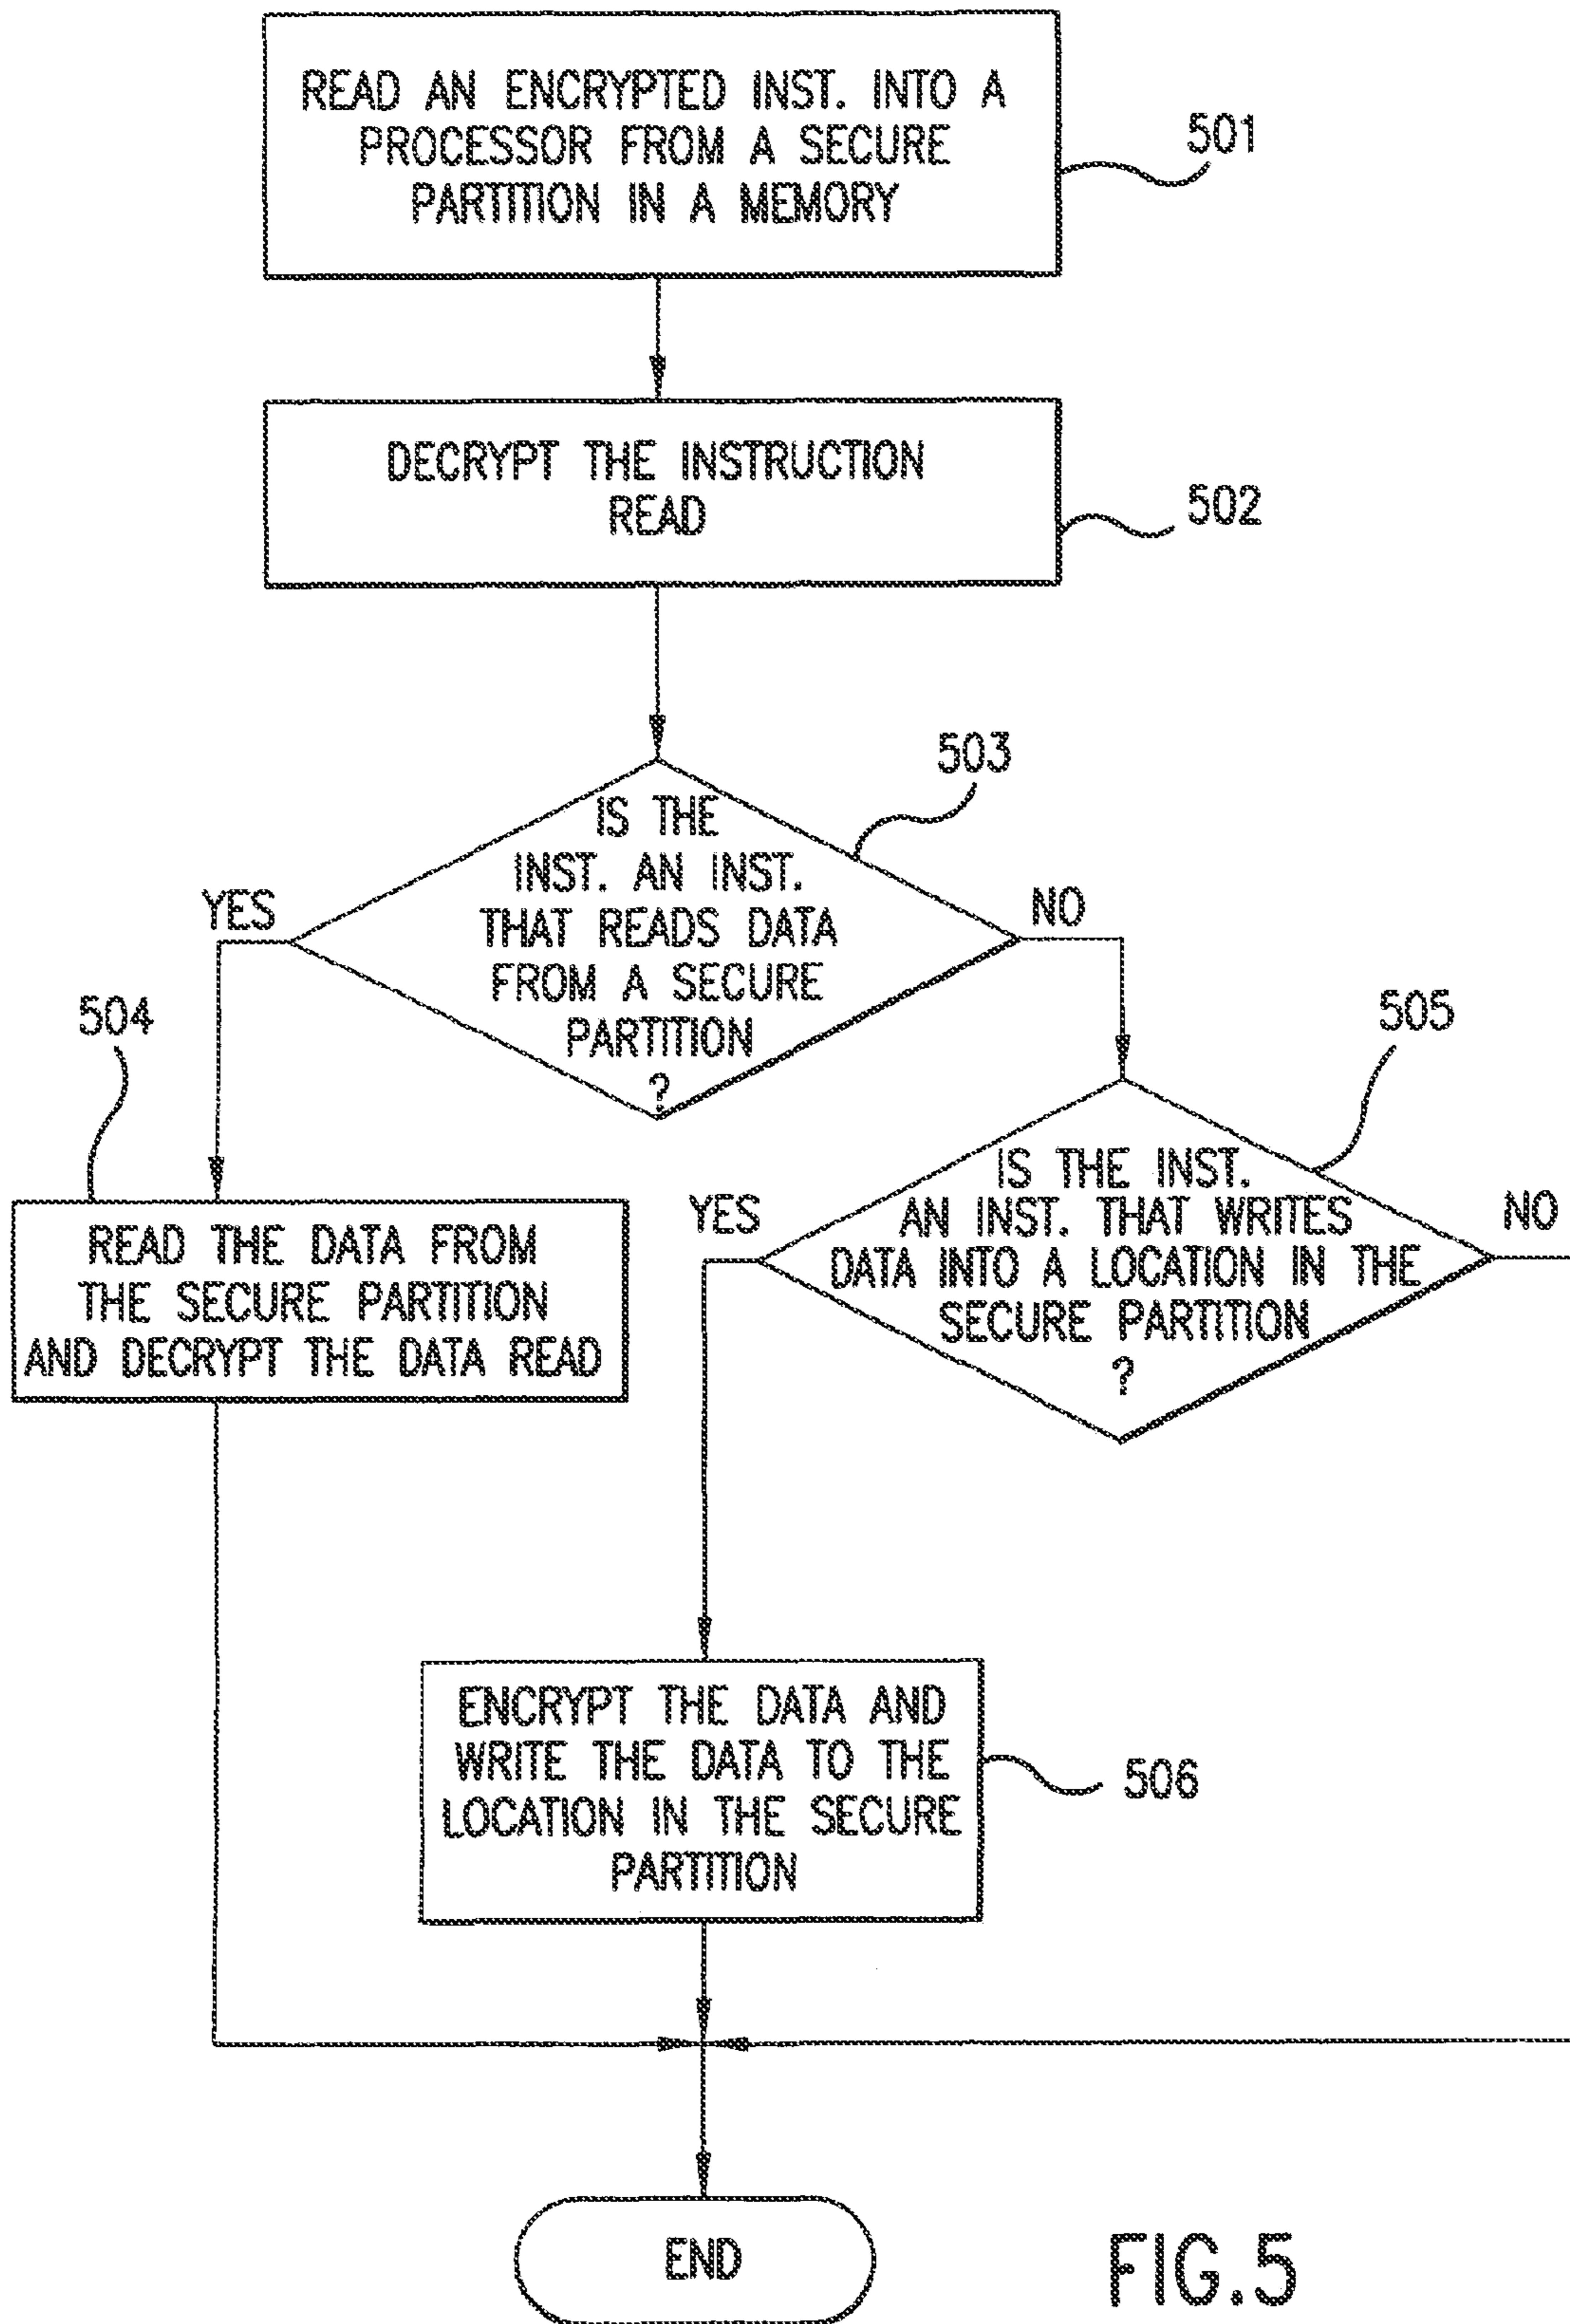 READ AN ENCRYPTED INST. INTO A
PROCESSOR FROM A SECURE
PARTITION IN A MEMORY
501
DECRYPT THE INSTRUCTION
READ
502
503
IS THE
INST. AN INST.
THAT READS DATA
FROM A SECURE
PARTITION
?
YES
NO
504
505
READ THE DATA FROM
THE SECURE PARTITION
AND DECRYPT THE DATA READ
IS THE INST.
AN INST. THAT WRITES
DATA INTO A LOCATION IN THE
SECURE PARTITION
?
YES
NO
ENCRYPT THE DATA AND
WRITE THE DATA TO THE
LOCATION IN THE SECURE
PARTITION
506
END
FIG.5